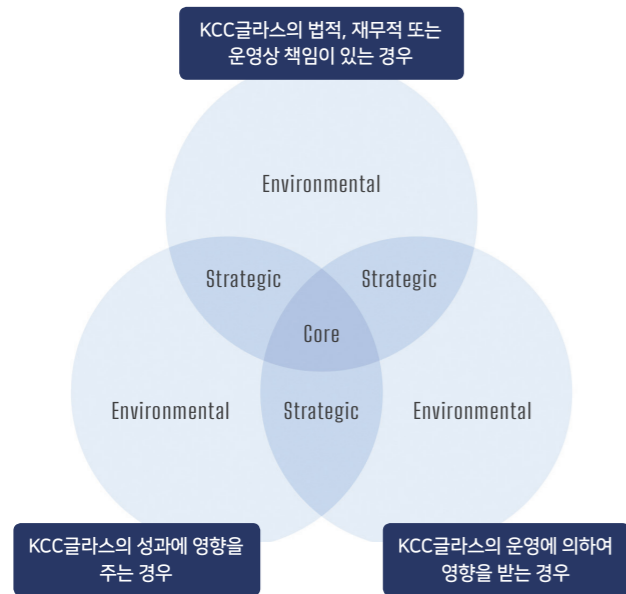 KCC글라스의 법적, 재무적 또는
운영상 책임이 있는 경우
Environmental
Strategic
Strategic
Core
Environmental
Strategic
Environmental
KCC글라스의 성과에 영향을
주는 경우
KCC글라스의 운영에 의하여
영향을 받는 경우